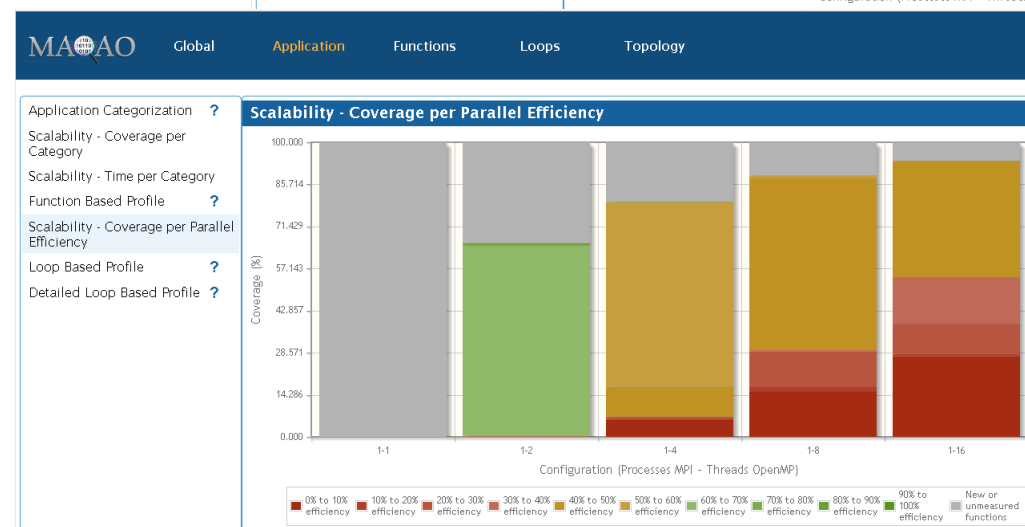 Configuration (Processes MPI - Threads
MAQAO Global Application Functions Loops Topology
Application Categorization ?
Scalability - Coverage per
Category
Scalability - Time per Category
Function Based Profile ?
Scalability - Coverage per Parallel
Efficiency
Loop Based Profile ?
Detailed Loop Based Profile ?
Scalability - Coverage per Parallel Efficiency
100.000
85.714
71.429
57.143
42.857
28.571
14.286
0.000
Coverage (%)
1-1 1-2 1-4 1-8 1-16
Configuration (Processes MPI - Threads OpenMP)
0% to 10%
efficiency
10% to 20%
efficiency
20% to 30%
efficiency
30% to 40%
efficiency
40% to 50%
efficiency
50% to 60%
efficiency
60% to 70%
efficiency
70% to 80%
efficiency
80% to 90%
efficiency
90% to
100%
efficiency
New or
unmeasured
functions